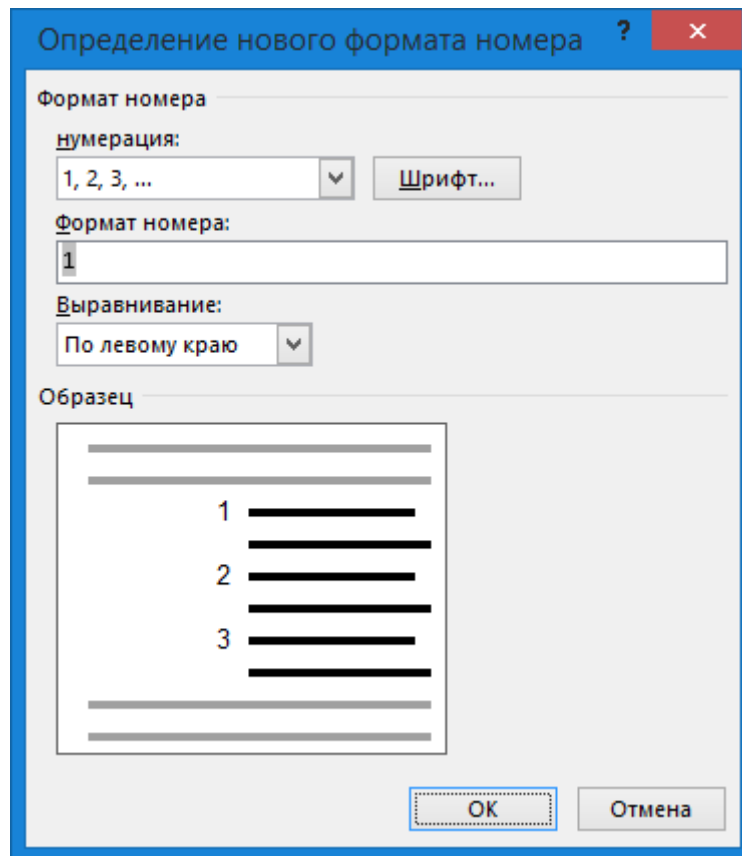 Определение нового формата номера ? ×
Формат номера
нумерация:
1, 2, 3, ... Шрифт...
Формат номера:
1
Выравнивание:
По левому краю
Образец
1
2
3
ОК Отмена